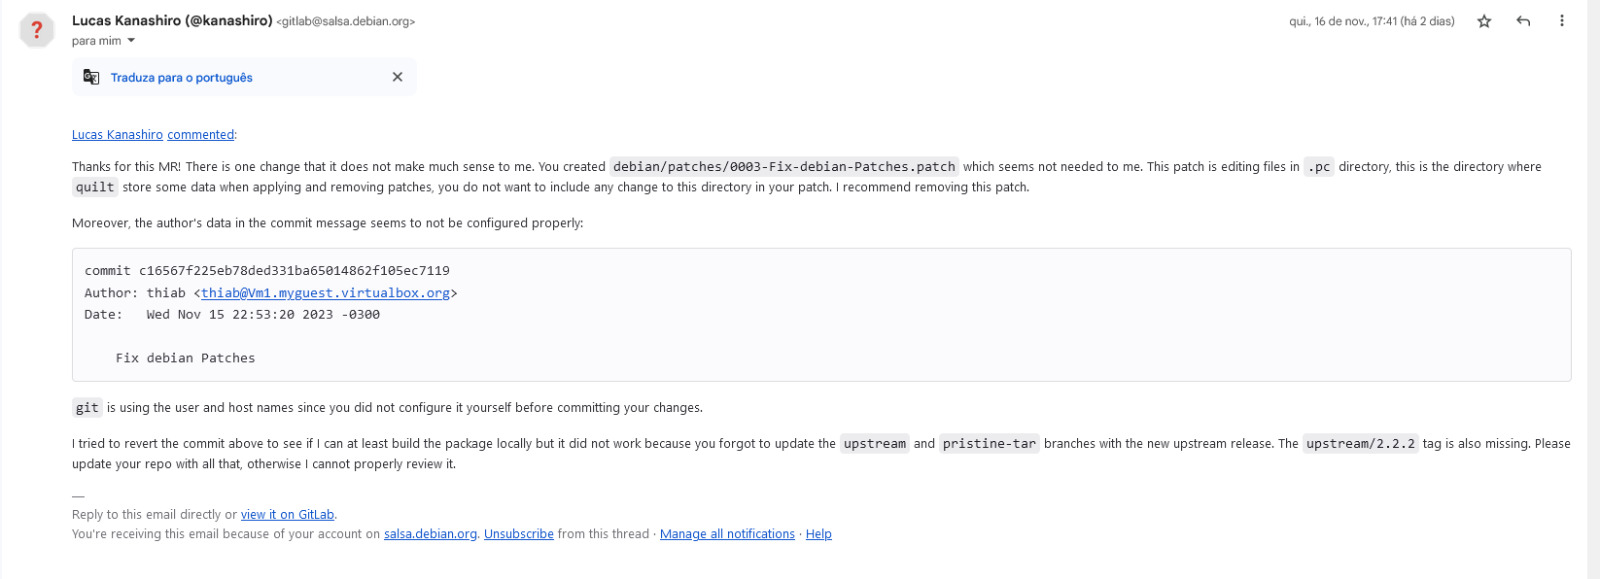 Lucas Kanashiro (@kanashiro) <gitlab@salsa.debian.org>
qui., 16 de nov., 17:41 (há 2 dias)
para mim
Traduza para o português
Lucas Kanashiro commented:
Thanks for this MR! There is one change that it does not make much sense to me. You created debian/patches/0003-Fix-debian-Patches.patch which seems not needed to me. This patch is editing files in .pc directory, this is the directory where
quilt store some data when applying and removing patches, you do not want to include any change to this directory in your patch. I recommend removing this patch.
Moreover, the author's data in the commit message seems to not be configured properly:
commit c16567f225eb78ded331ba65014862f105ec7119
Author: thiab <thiab@Vm1.myguest.virtualbox.org>
Date:   Wed Nov 15 22:53:20 2023 -0300
Fix debian Patches
git is using the user and host names since you did not configure it yourself before committing your changes.
I tried to revert the commit above to see if I can at least build the package locally but it did not work because you forgot to update the upstream and pristine-tar branches with the new upstream release. The upstream/2.2.2 tag is also missing. Please
update your repo with all that, otherwise I cannot properly review it.
—
Reply to this email directly or view it on GitLab.
You're receiving this email because of your account on salsa.debian.org. Unsubscribe from this thread · Manage all notifications · Help